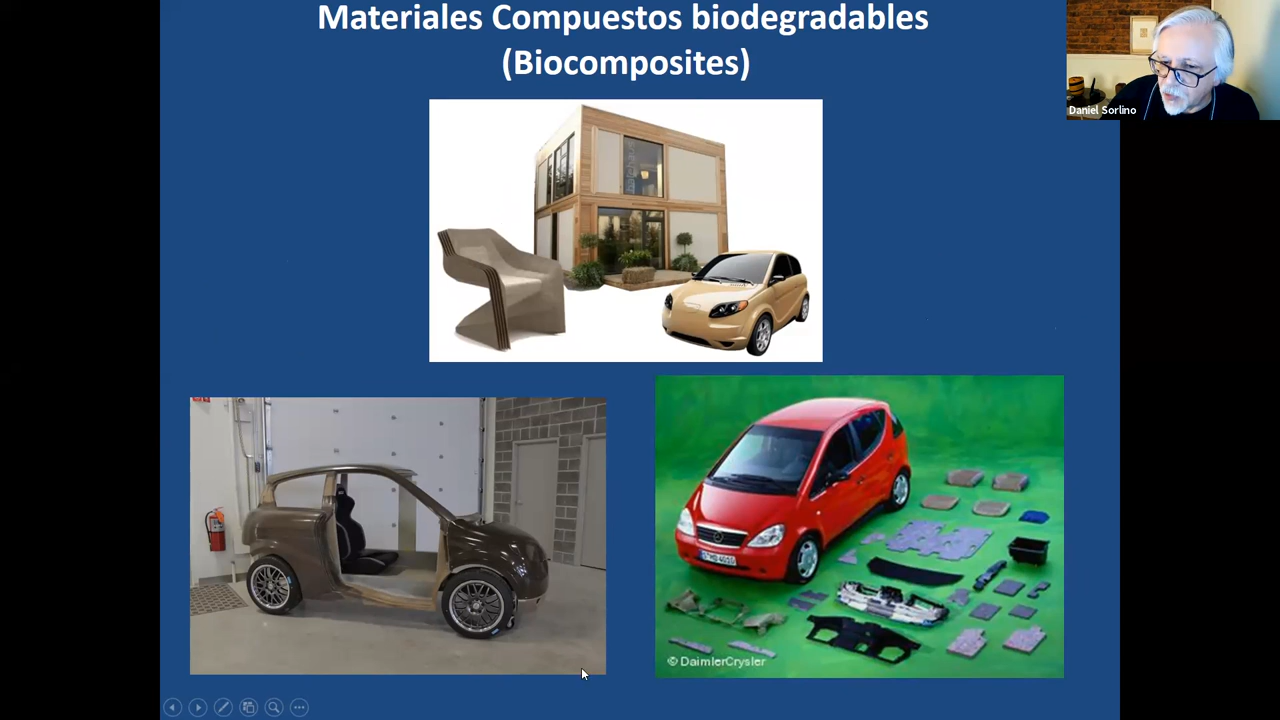 Materiales Compuestos biodegradables
(Biocomposites)
Daniel Sorlino
© DaimlerCrysler